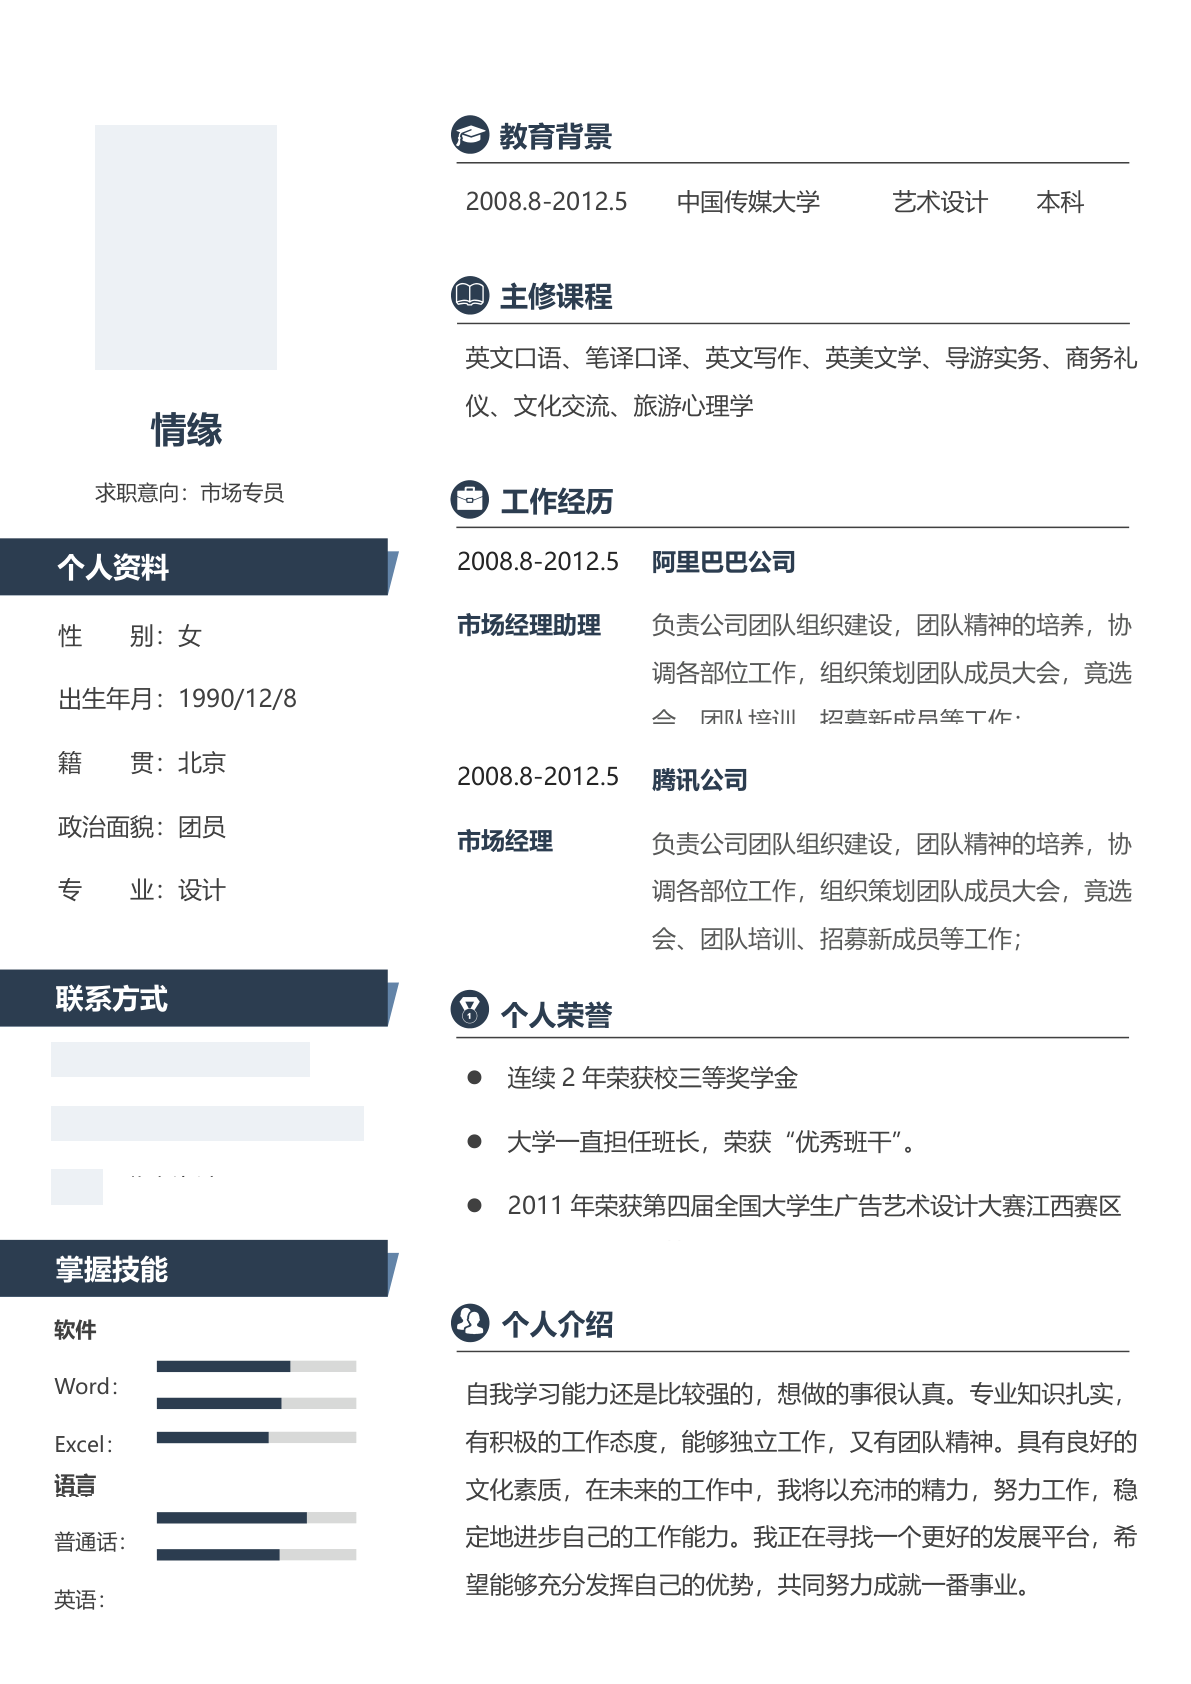 情缘
求职意向：市场专员
个人资料
性　　别：女
出生年月：1990/12/8
籍　　贯：北京
政治面貌：团员
专　　业：设计
联系方式
掌握技能
软件
Word：
Excel：
语言
普通话：
英语：
教育背景
2008.8-2012.5　　中国传媒大学　　　艺术设计　　本科
主修课程
英文口语、笔译口译、英文写作、英美文学、导游实务、商务礼
仪、文化交流、旅游心理学
工作经历
2008.8-2012.5　阿里巴巴公司
市场经理助理　　负责公司团队组织建设，团队精神的培养，协
调各部位工作，组织策划团队成员大会，竟选
会、团队培训、招募新成员等工作；
2008.8-2012.5　腾讯公司
市场经理　　负责公司团队组织建设，团队精神的培养，协
调各部位工作，组织策划团队成员大会，竟选
会、团队培训、招募新成员等工作；
个人荣誉
● 连续 2 年荣获校三等奖学金
● 大学一直担任班长，荣获“优秀班干”。
● 2011 年荣获第四届全国大学生广告艺术设计大赛江西赛区
个人介绍
自我学习能力还是比较强的，想做的事很认真。专业知识扎实，
有积极的工作态度，能够独立工作，又有团队精神。具有良好的
文化素质，在未来的工作中，我将以充沛的精力，努力工作，稳
定地进步自己的工作能力。我正在寻找一个更好的发展平台，希
望能够充分发挥自己的优势，共同努力成就一番事业。